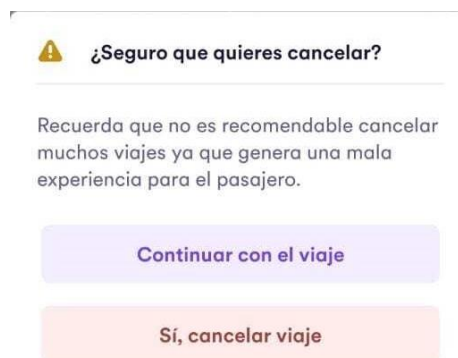 ¿Seguro que quieres cancelar?
Recuerda que no es recomendable cancelar
muchos viajes ya que genera una mala
experiencia para el pasajero.
Continuar con el viaje
Sí, cancelar viaje